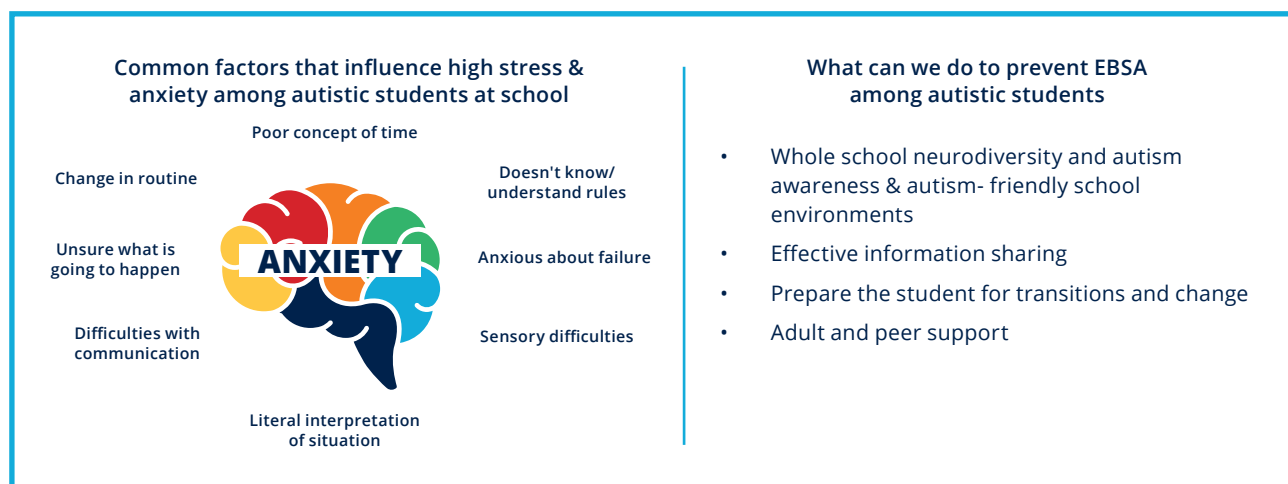 Common factors that influence high stress &
anxiety among autistic students at school
Poor concept of time
Change in routine
Doesn't know/
understand rules
Unsure what is
going to happen
ANXIETY
Anxious about failure
Difficulties with
communication
Sensory difficulties
Literal interpretation
of situation
What can we do to prevent EBSA
among autistic students
• Whole school neurodiversity and autism
awareness & autism- friendly school
environments
• Effective information sharing
• Prepare the student for transitions and change
• Adult and peer support